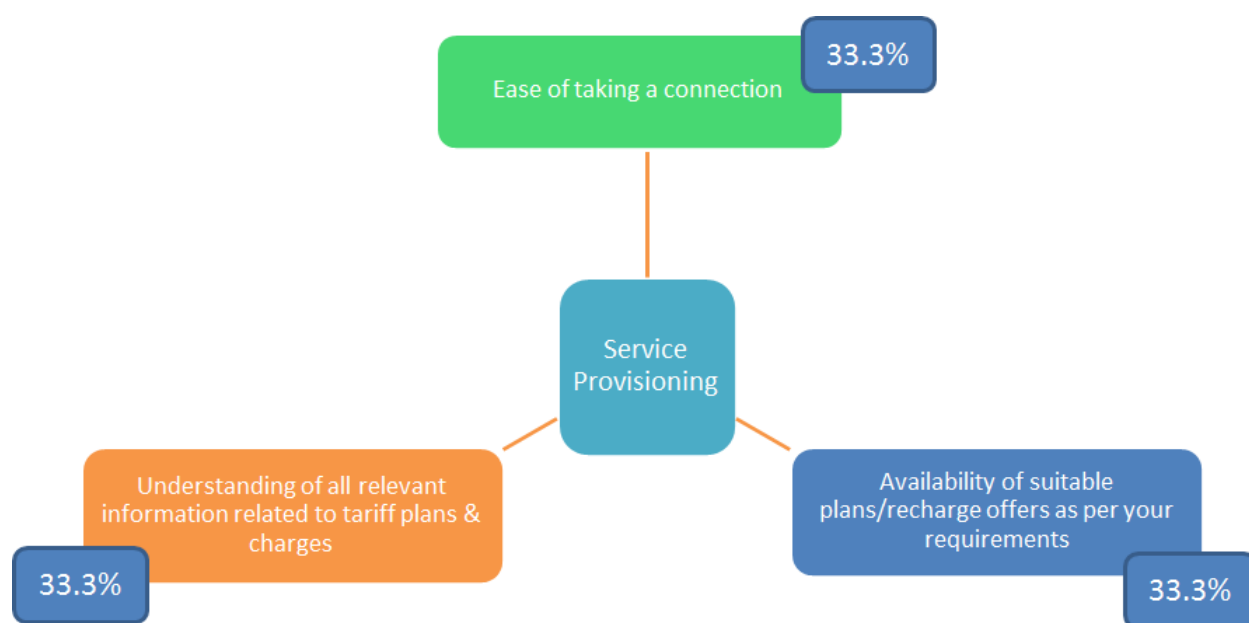 33.3%
Ease of taking a connection
Service
Provisioning
Understanding of all relevant
information related to tariff plans &
charges
33.3%
Availability of suitable
plans/recharge offers as per your
requirements
33.3%